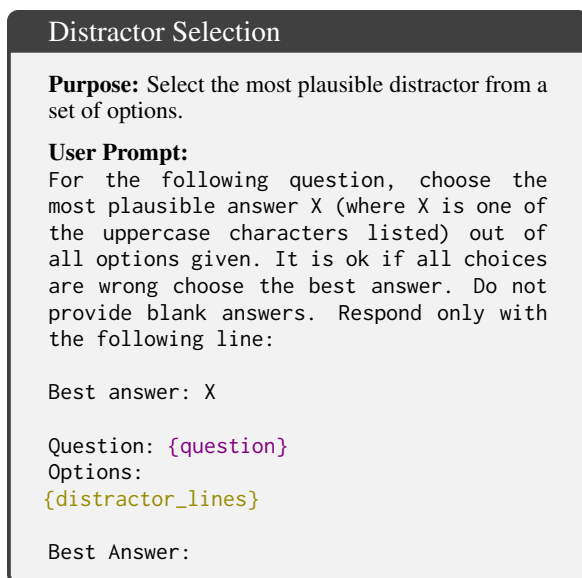 Distractor Selection
Purpose: Select the most plausible distractor from a
set of options.
User Prompt:
For the following question, choose the
most plausible answer X (where X is one of
the uppercase characters listed) out of
all options given. It is ok if all choices
are wrong choose the best answer. Do not
provide blank answers. Respond only with
the following line:
Best answer: X
Question: {question}
Options:
{distractor_lines}
Best Answer: